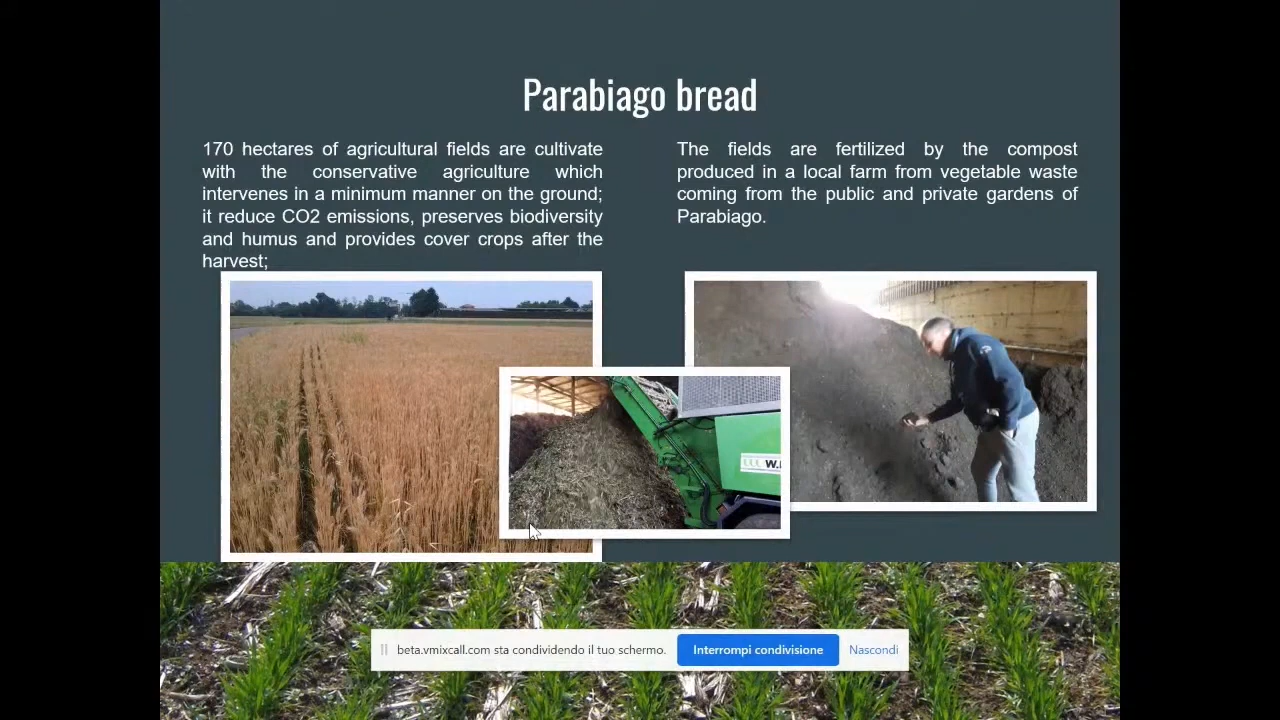 Parabiago bread
170 hectares of agricultural fields are cultivate
with the conservative agriculture which
intervenes in a minimum manner on the ground;
it reduce CO2 emissions, preserves biodiversity
and humus and provides cover crops after the
harvest;
The fields are fertilized by the compost
produced in a local farm from vegetable waste
coming from the public and private gardens of
Parabiago.
beta.vmixcall.com sta condividendo il tuo schermo.
Interrompi condivisione
Nascondi